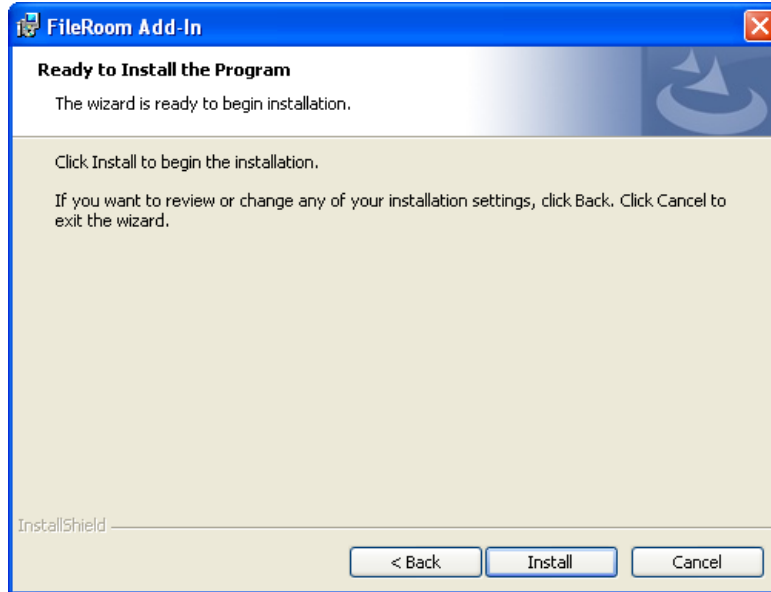 FileRoom Add-In
Ready to Install the Program
The wizard is ready to begin installation.
Click Install to begin the installation.
If you want to review or change any of your installation settings, click Back. Click Cancel to
exit the wizard.
InstallShield
< Back
Install
Cancel